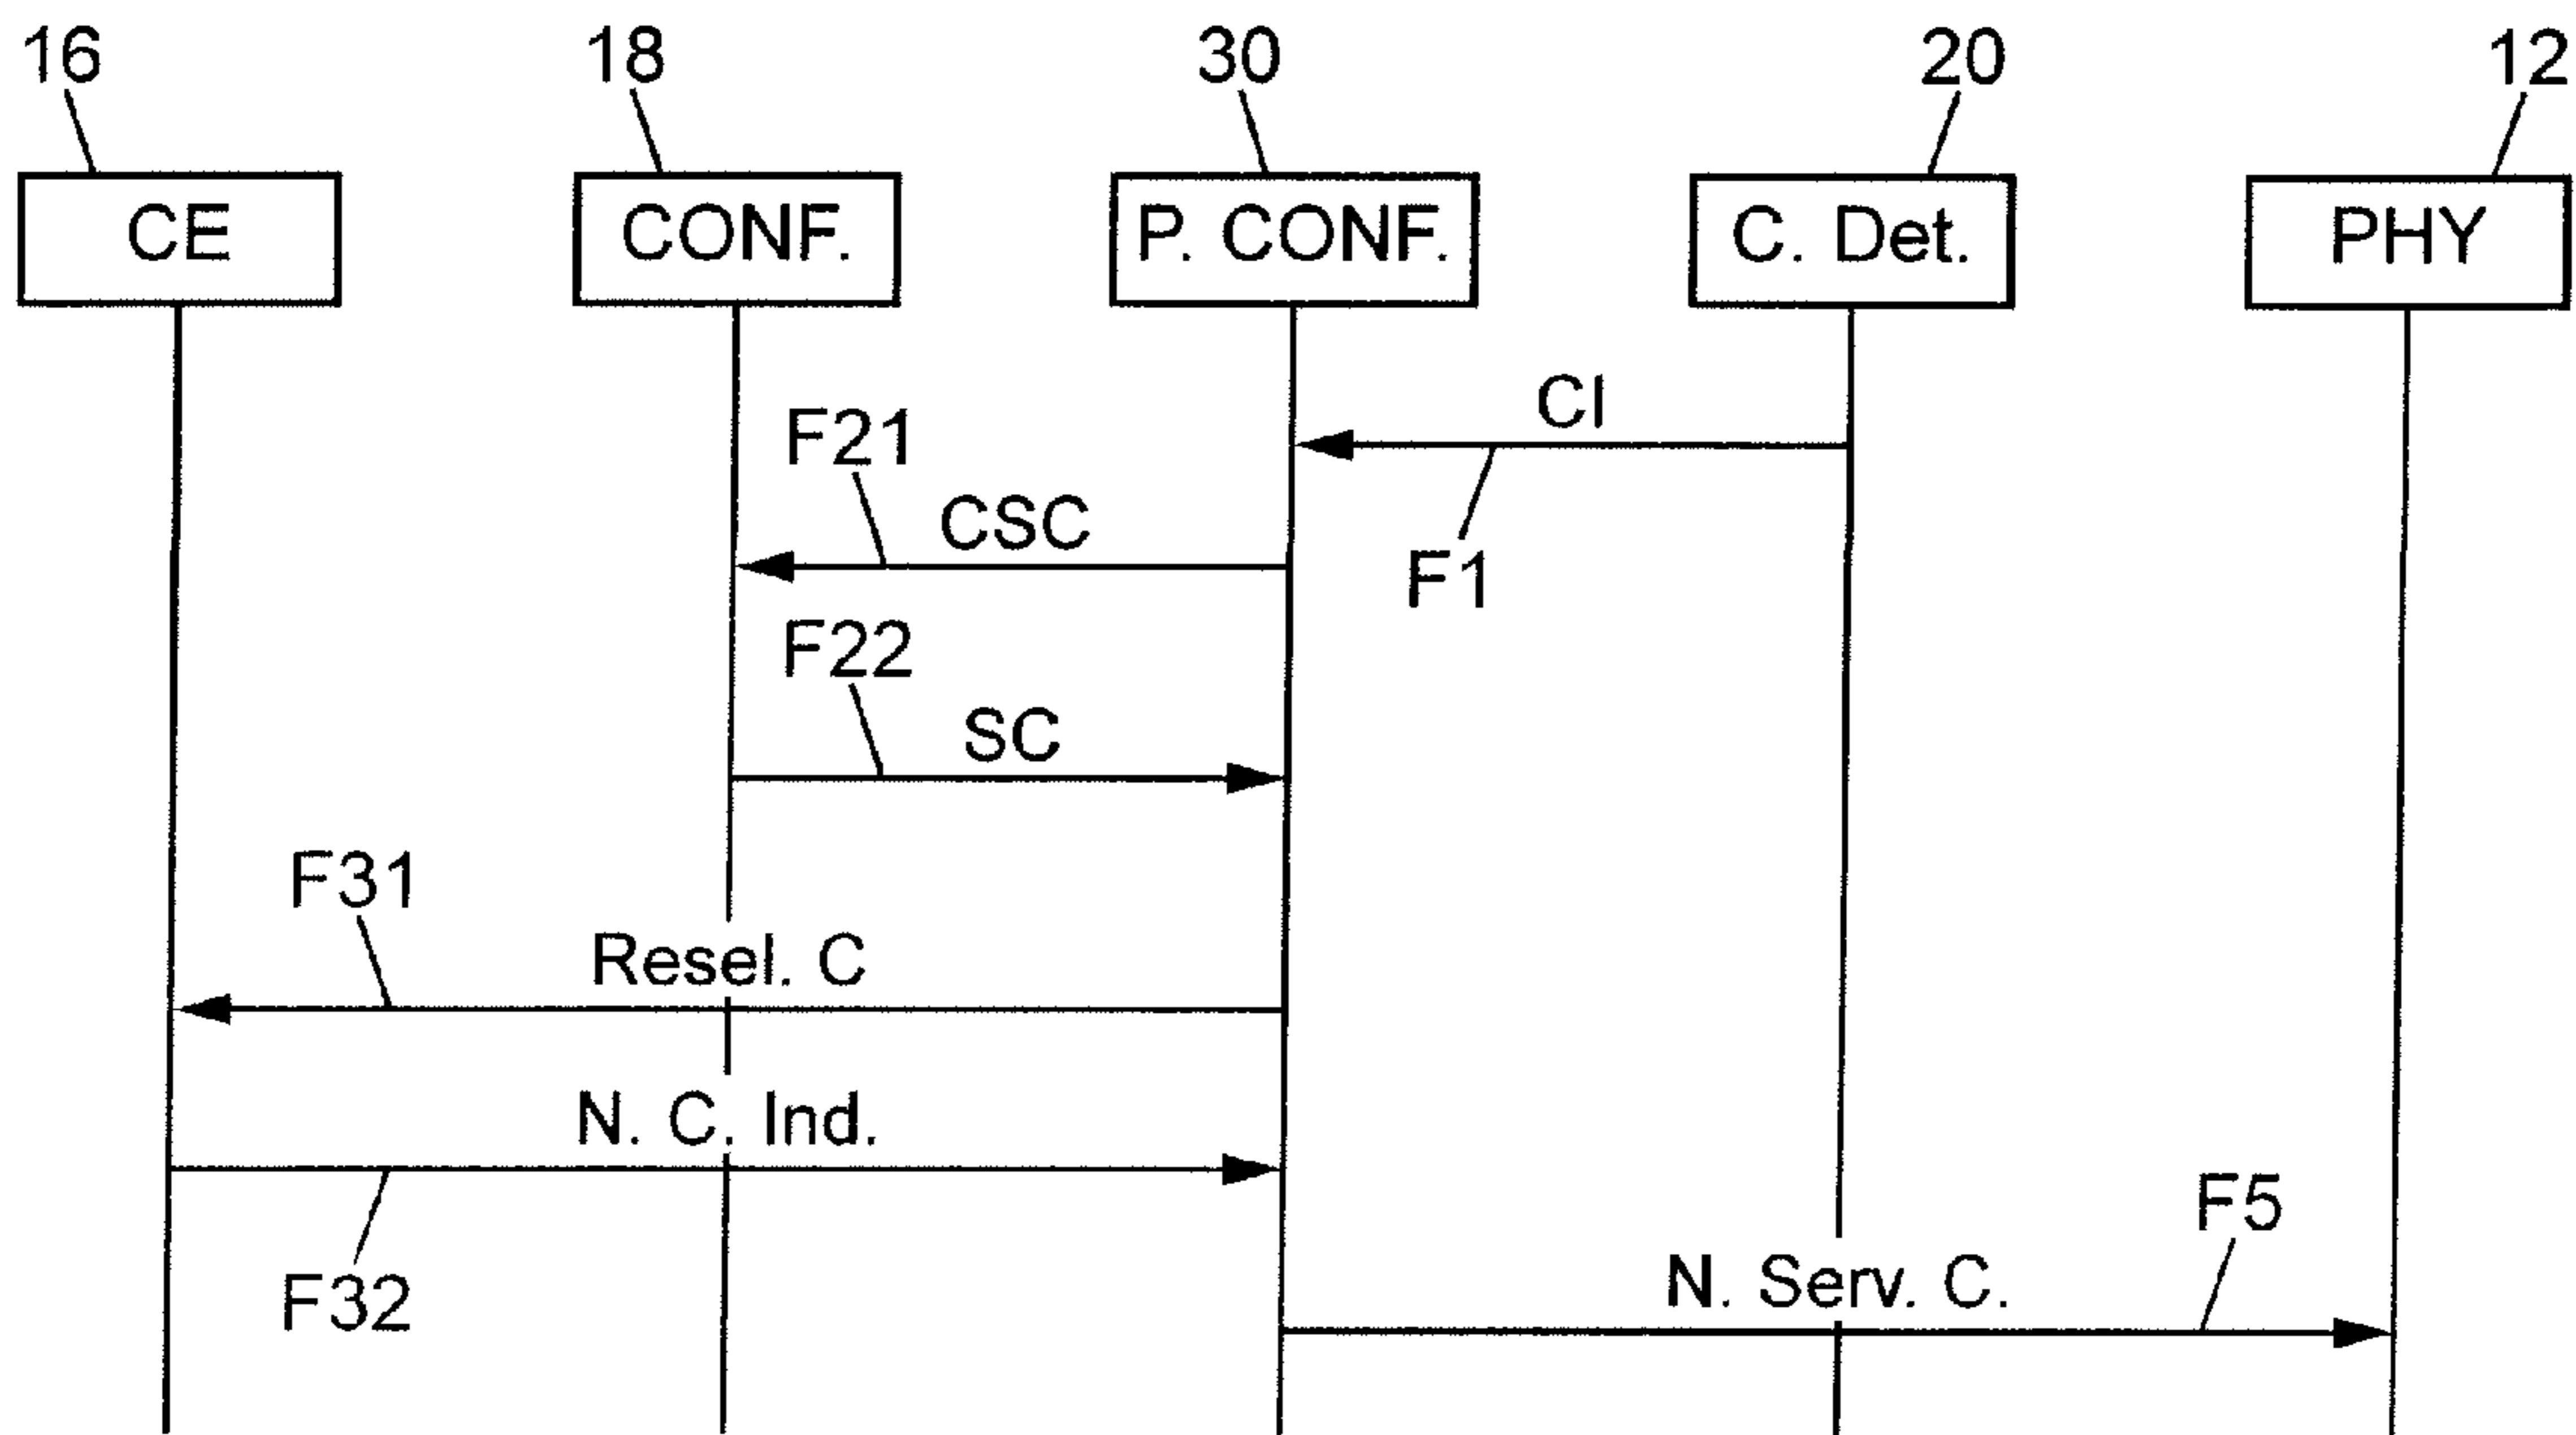 16 18 30 20 12
CE CONF. P. CONF. C. Det. PHY
CI
F21
CSC
F1
F22
SC
F31
Resel. C
N. C. Ind.
F5
F32
N. Serv. C.